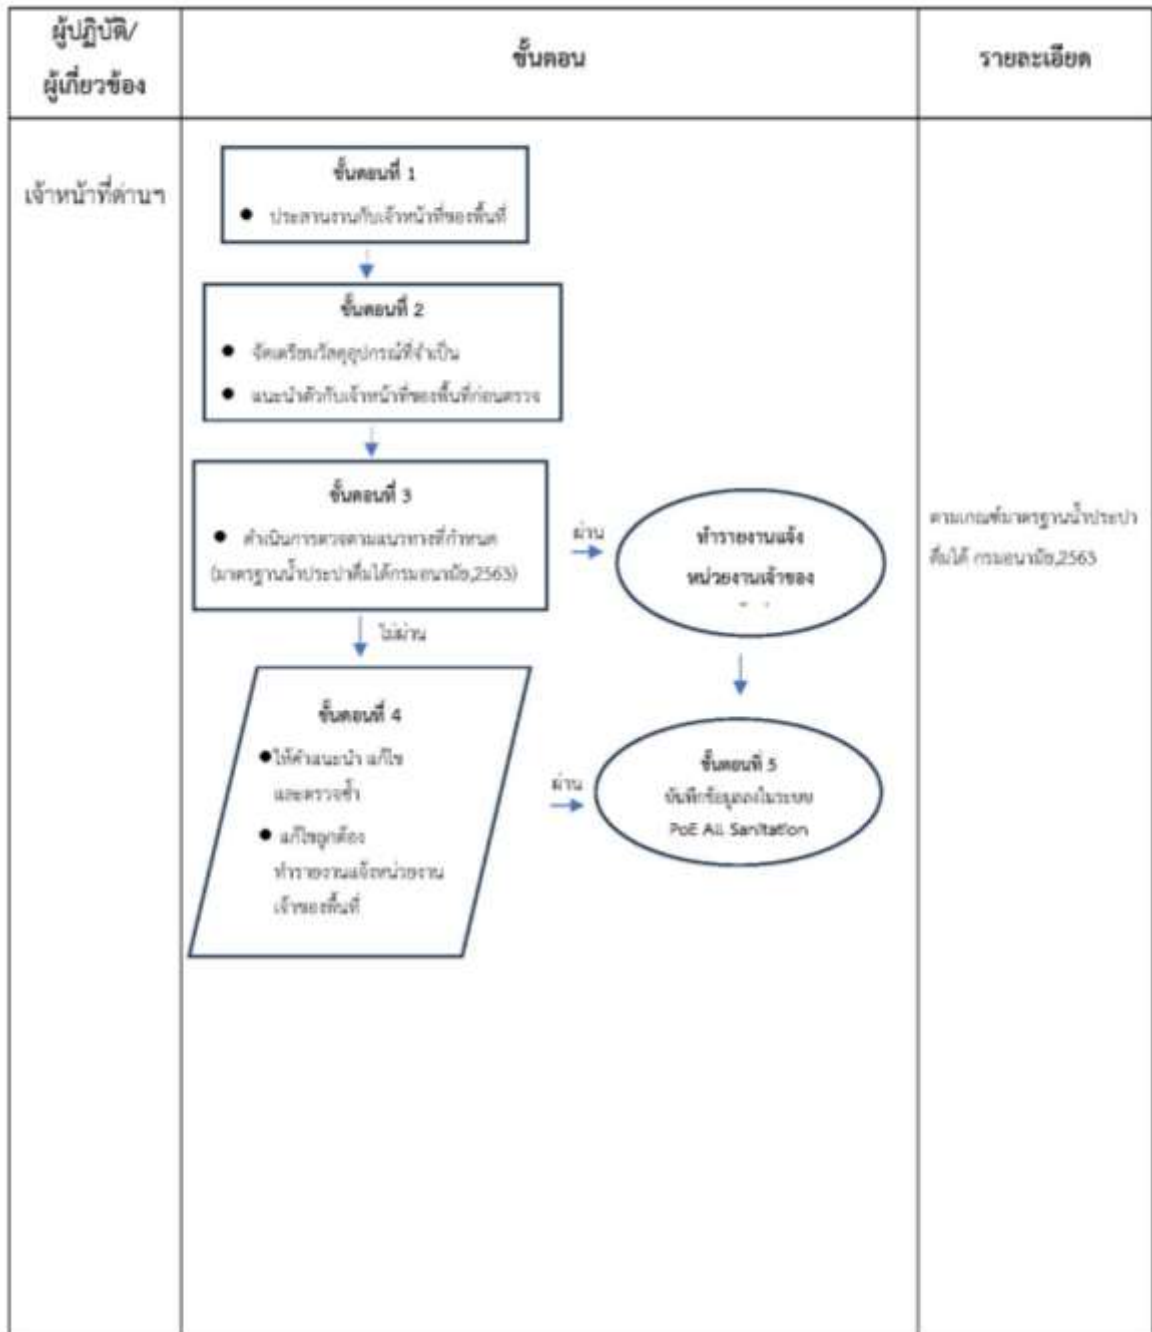 ผู้ปฏิบัติ/
ผู้เกี่ยวข้อง
ขั้นตอน
รายละเอียด
เจ้าหน้าที่ด่านฯ
ขั้นตอนที่ 1
● ประสานงานกับเจ้าหน้าที่ของพื้นที่
ขั้นตอนที่ 2
● จัดเตรียมวัสดุอุปกรณ์ที่จำเป็น
● แนะนำตัวกับเจ้าหน้าที่ของพื้นที่ก่อนตรวจ
ขั้นตอนที่ 3
● ดำเนินการตวจตามแนวทางที่กำหนด
(มาตรฐานน้ำประปาดื่มได้กรมอนามัย,2563)
ผ่าน
ทำรายงานแจ้ง
หน่วยงานเจ้าของ
ตามเกณฑ์มาตรฐานน้ำประปา
ดื่มได้ กรมอนามัย,2563
ไม่ผ่าน
ขั้นตอนที่ 4
●ให้คำแนะนำ แก้ไข
และตรวจซ้ำ
● แก้ไขถูกต้อง
ทำรายงานแจ้งหน่วยงาน
เจ้าของพื้นที่
ผ่าน
ขั้นตอนที่ 5
บันทึกข้อมูลลงในระบบ
PoE All Sanitation